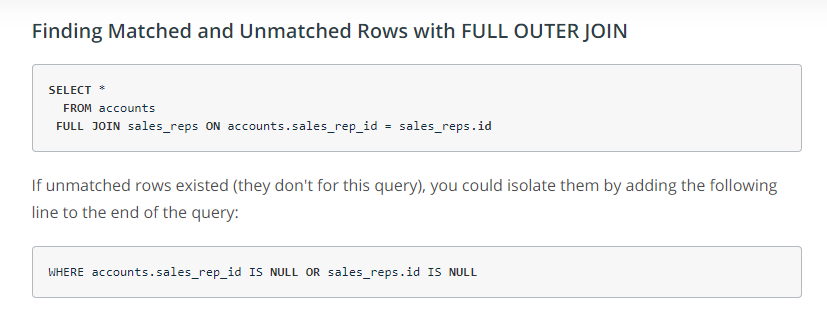 Finding Matched and Unmatched Rows with FULL OUTER JOIN
SELECT *
FROM accounts
FULL JOIN sales_reps ON accounts.sales_rep_id = sales_reps.id
If unmatched rows existed (they don't for this query), you could isolate them by adding the following
line to the end of the query:
WHERE accounts.sales_rep_id IS NULL OR sales_reps.id IS NULL